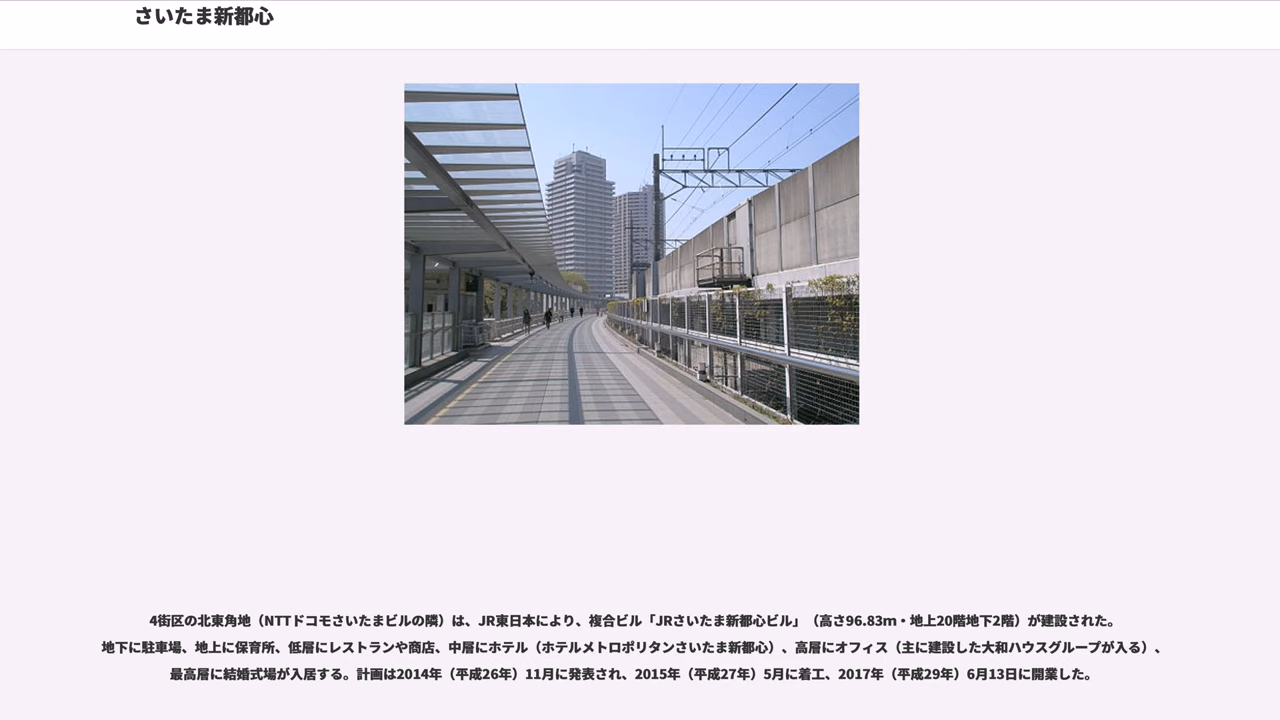 さいたま新都心
4街区の北東角地（NTTドコモさいたまビルの隣）は、JR東日本により、複合ビル「JRさいたま新都心ビル」（高さ96.83m・地上20階地下2階）が建設された。
地下に駐車場、地上に保育所、低層にレストランや商店、中層にホテル（ホテルメトロポリタンさいたま新都心）、高層にオフィス（主に建設した大和ハウスグループが入る）、
最高層に結婚式場が入居する。計画は2014年（平成26年）11月に発表され、2015年（平成27年）5月に着工、2017年（平成29年）6月13日に開業した。